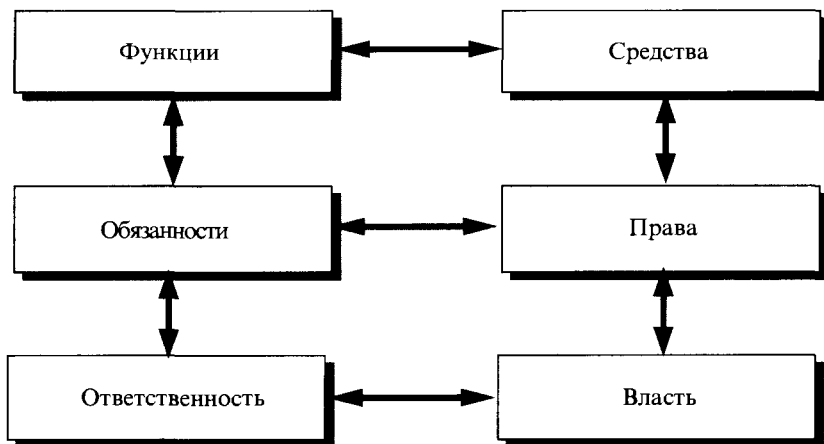 Функции
Средства
Обязанности
Права
Ответственность
Власть